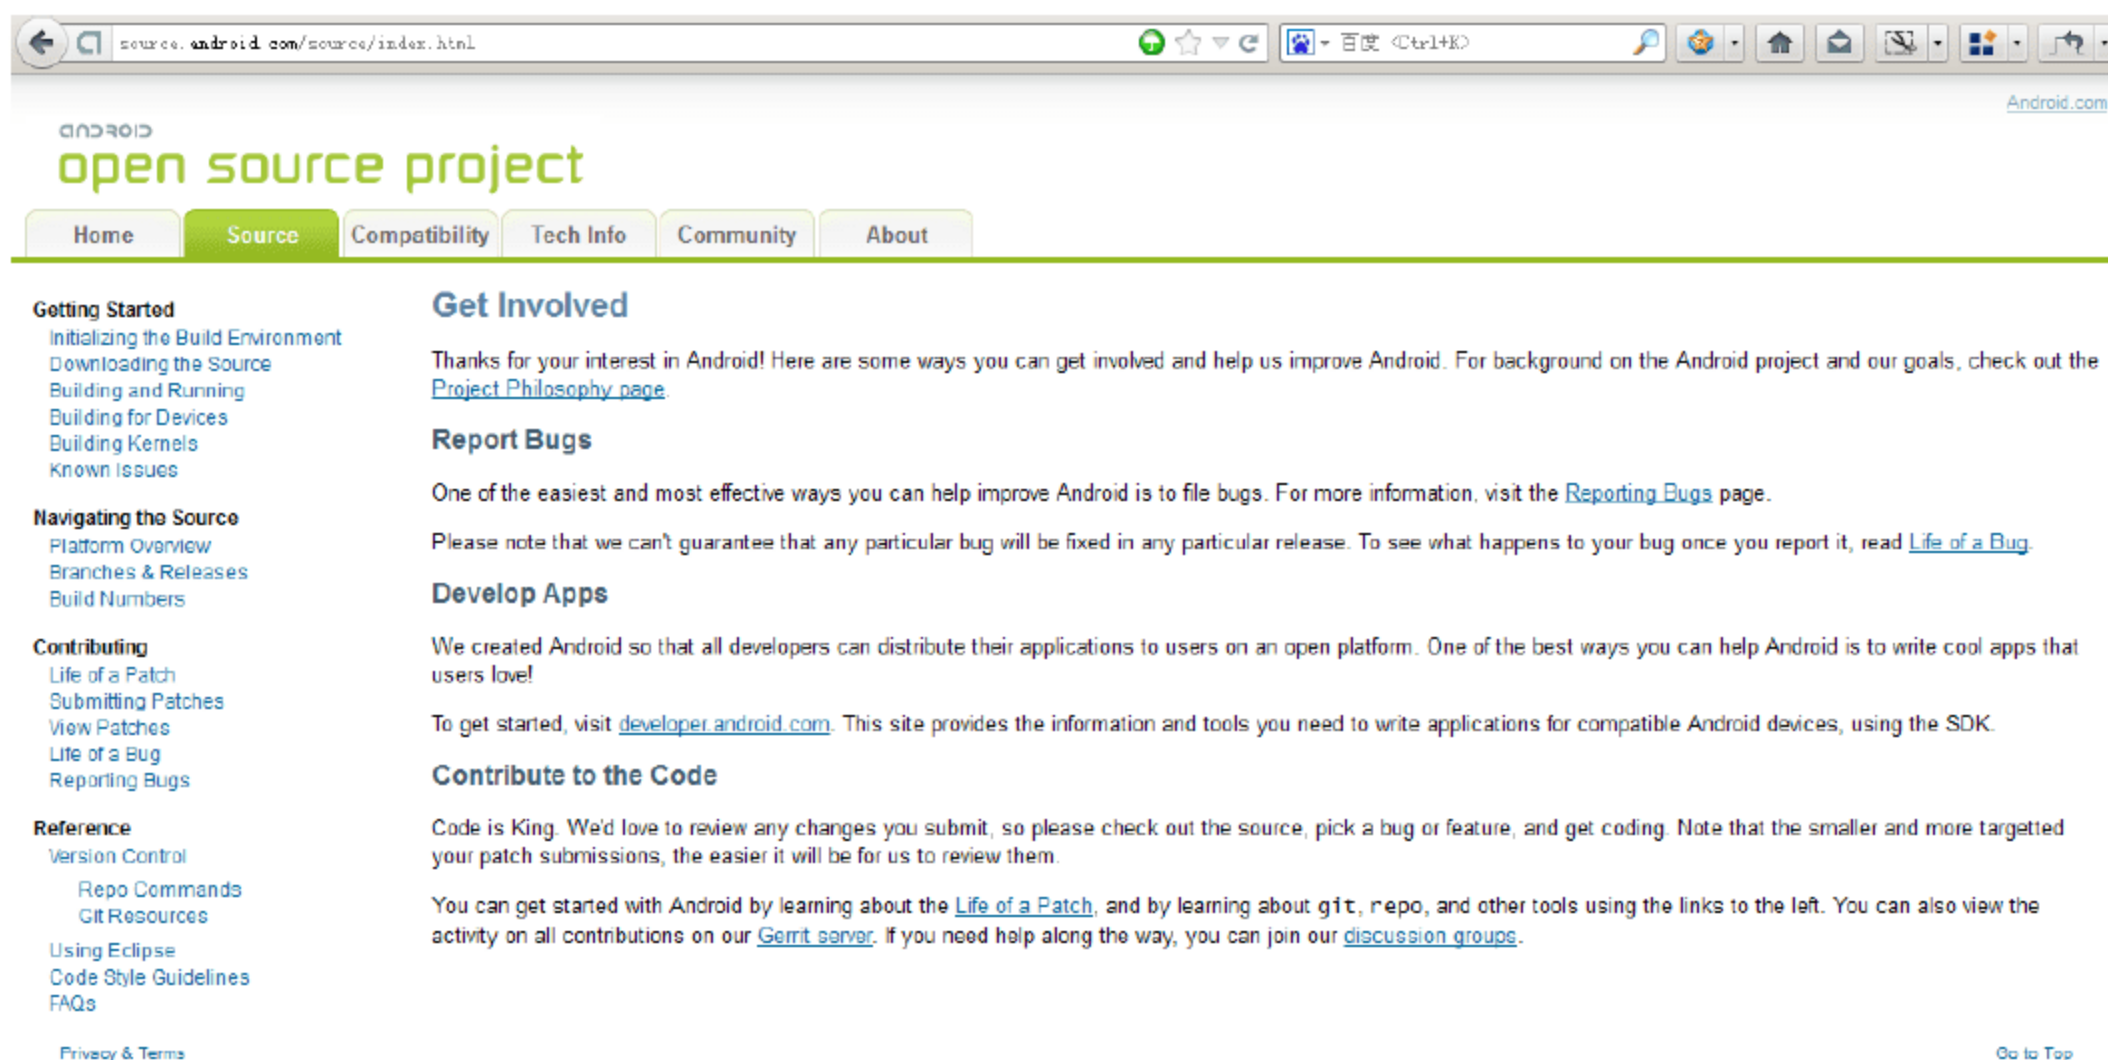 source.android.com/source/index.html
百度 <Ctrl+K>
Android.com
ANDROID
open source project
Home
Source
Compatibility
Tech Info
Community
About
Getting Started
Initializing the Build Environment
Downloading the Source
Building and Running
Building for Devices
Building Kernels
Known Issues
Navigating the Source
Platform Overview
Branches & Releases
Build Numbers
Contributing
Life of a Patch
Submitting Patches
View Patches
Life of a Bug
Reporting Bugs
Reference
Version Control
Repo Commands
Git Resources
Using Eclipse
Code Style Guidelines
FAQs
Get Involved
Thanks for your interest in Android! Here are some ways you can get involved and help us improve Android. For background on the Android project and our goals, check out the
Project Philosophy page.
Report Bugs
One of the easiest and most effective ways you can help improve Android is to file bugs. For more information, visit the Reporting Bugs page.
Please note that we can't guarantee that any particular bug will be fixed in any particular release. To see what happens to your bug once you report it, read Life of a Bug.
Develop Apps
We created Android so that all developers can distribute their applications to users on an open platform. One of the best ways you can help Android is to write cool apps that
users love!
To get started, visit developer.android.com. This site provides the information and tools you need to write applications for compatible Android devices, using the SDK.
Contribute to the Code
Code is King. We'd love to review any changes you submit, so please check out the source, pick a bug or feature, and get coding. Note that the smaller and more targetted
your patch submissions, the easier it will be for us to review them.
You can get started with Android by learning about the Life of a Patch, and by learning about git, repo, and other tools using the links to the left. You can also view the
activity on all contributions on our Gerrit server. If you need help along the way, you can join our discussion groups.
Privacy & Terms
Go to Top